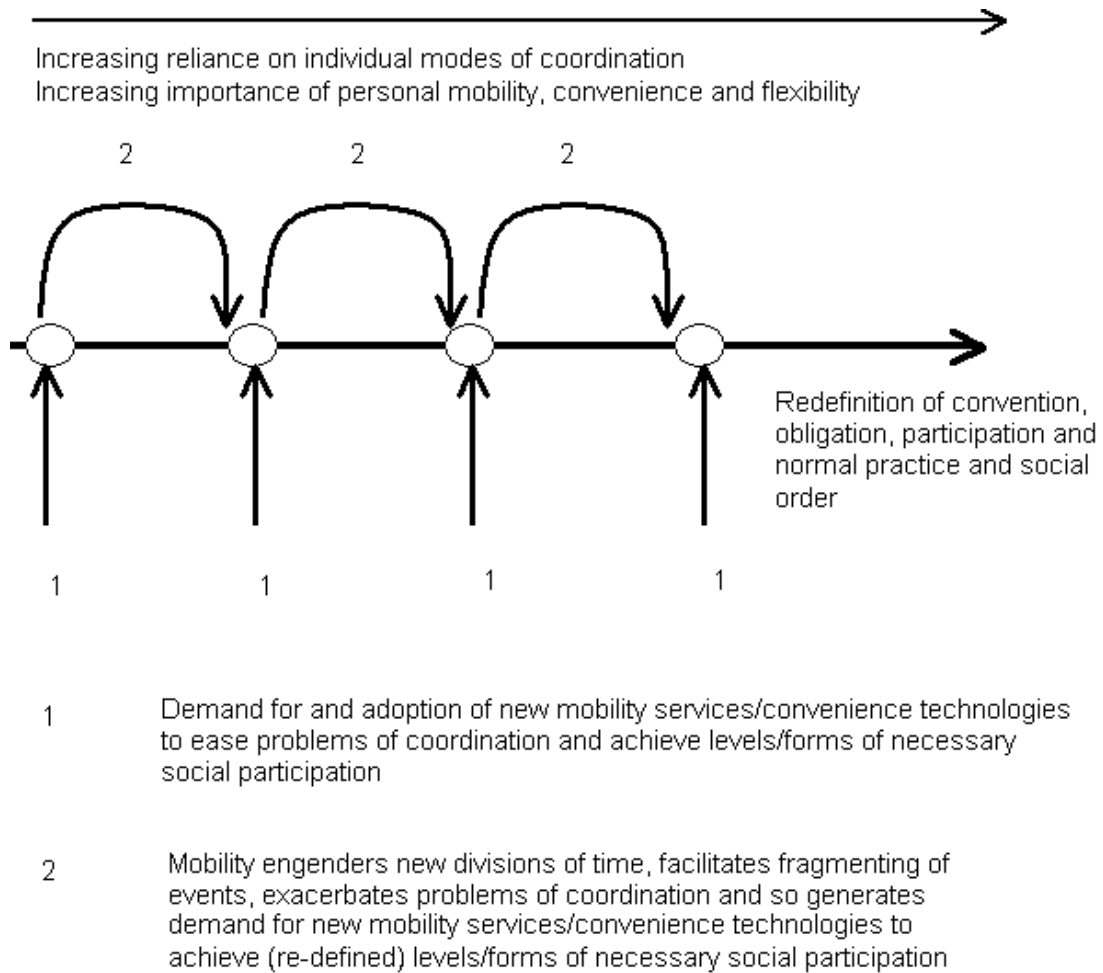 Increasing reliance on individual modes of coordination
Increasing importance of personal mobility, convenience and flexibility
2 2 2
Redefinition of convention,
obligation, participation and
normal practice and social
order
1 1 1 1
1 Demand for and adoption of new mobility services/convenience technologies
to ease problems of coordination and achieve levels/forms of necessary
social participation
2 Mobility engenders new divisions of time, facilitates fragmenting of
events, exacerbates problems of coordination and so generates
demand for new mobility services/convenience technologies to
achieve (re-defined) levels/forms of necessary social participation